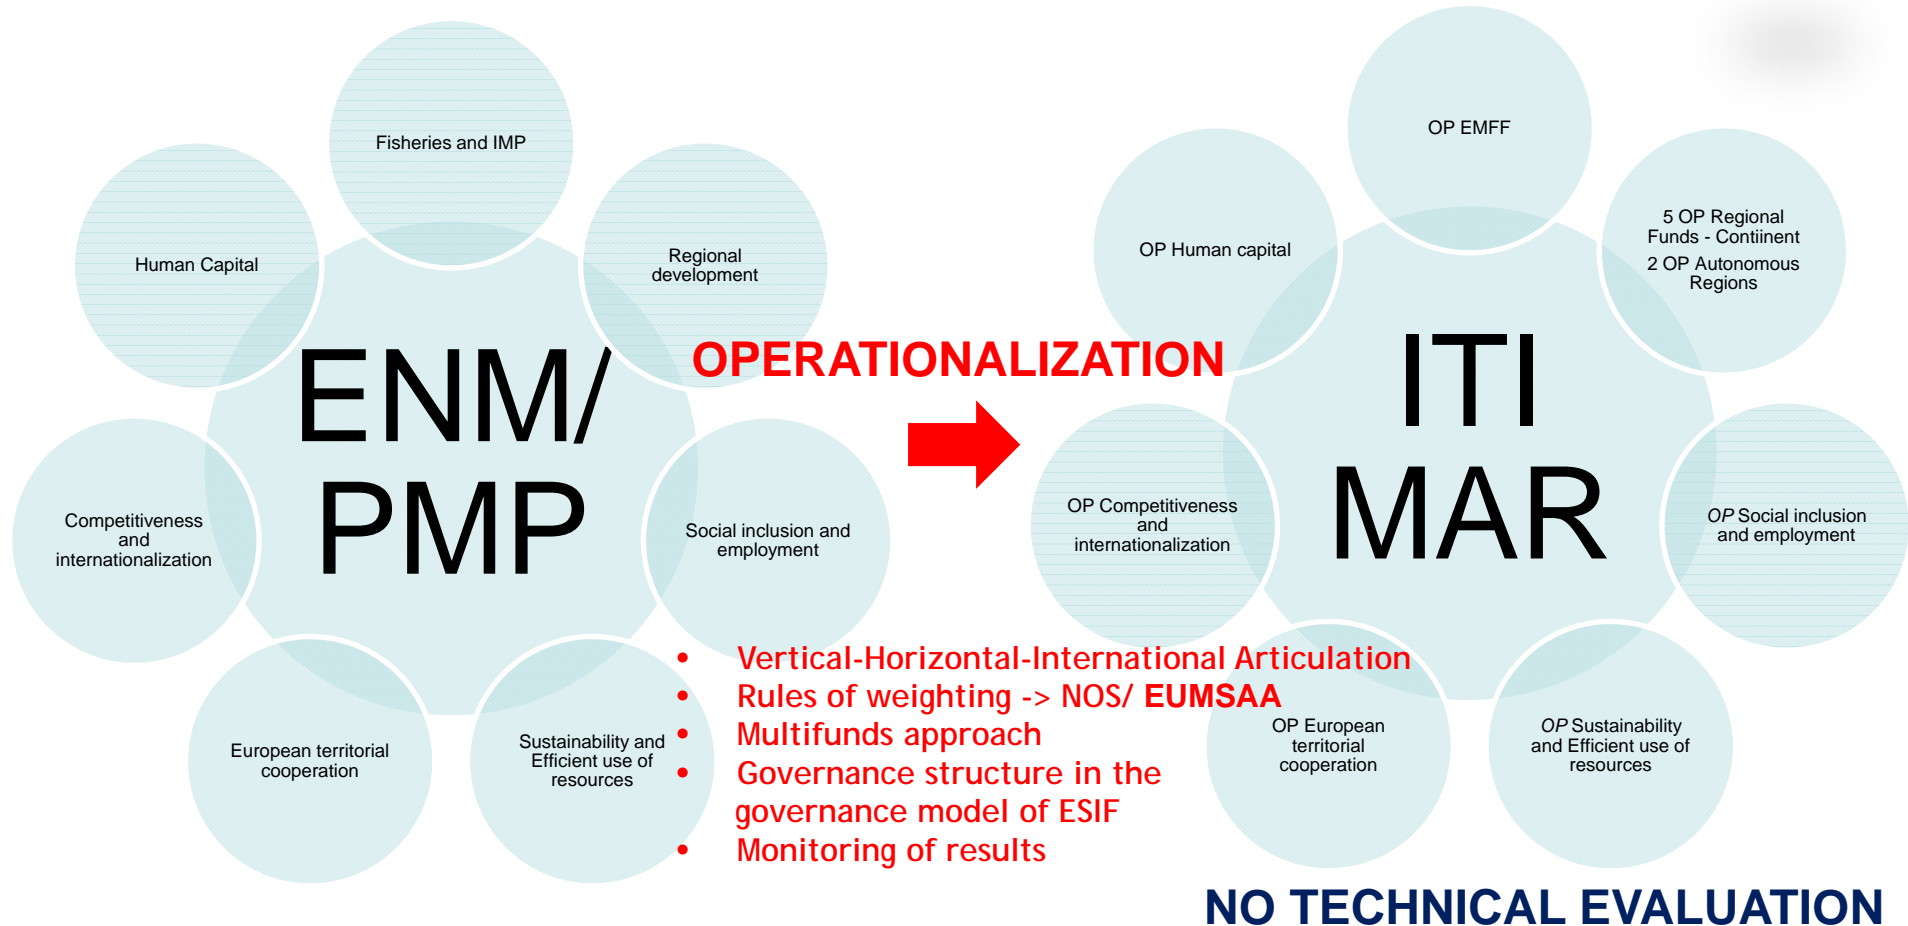 Fisheries and IMP
Human Capital
Regional
development
ENM/
PMP
Competitiveness
and
internationalization
Social inclusion and
employment
European territorial
cooperation
Sustainability and
Efficient use of
resources
OPERATIONALIZATION
• Vertical-Horizontal-International Articulation
• Rules of weighting -> NOS/ EUMSAA
• Multifunds approach
• Governance structure in the
governance model of ESIF
• Monitoring of results
OP EMFF
OP Human capital
5 OP Regional
Funds - Contiinent
2 OP Autonomous
Regions
ITI
MAR
OP Competitiveness
and
internationalization
OP Social inclusion
and employment
OP European
territorial
cooperation
OP Sustainability
and Efficient use of
resources
NO TECHNICAL EVALUATION